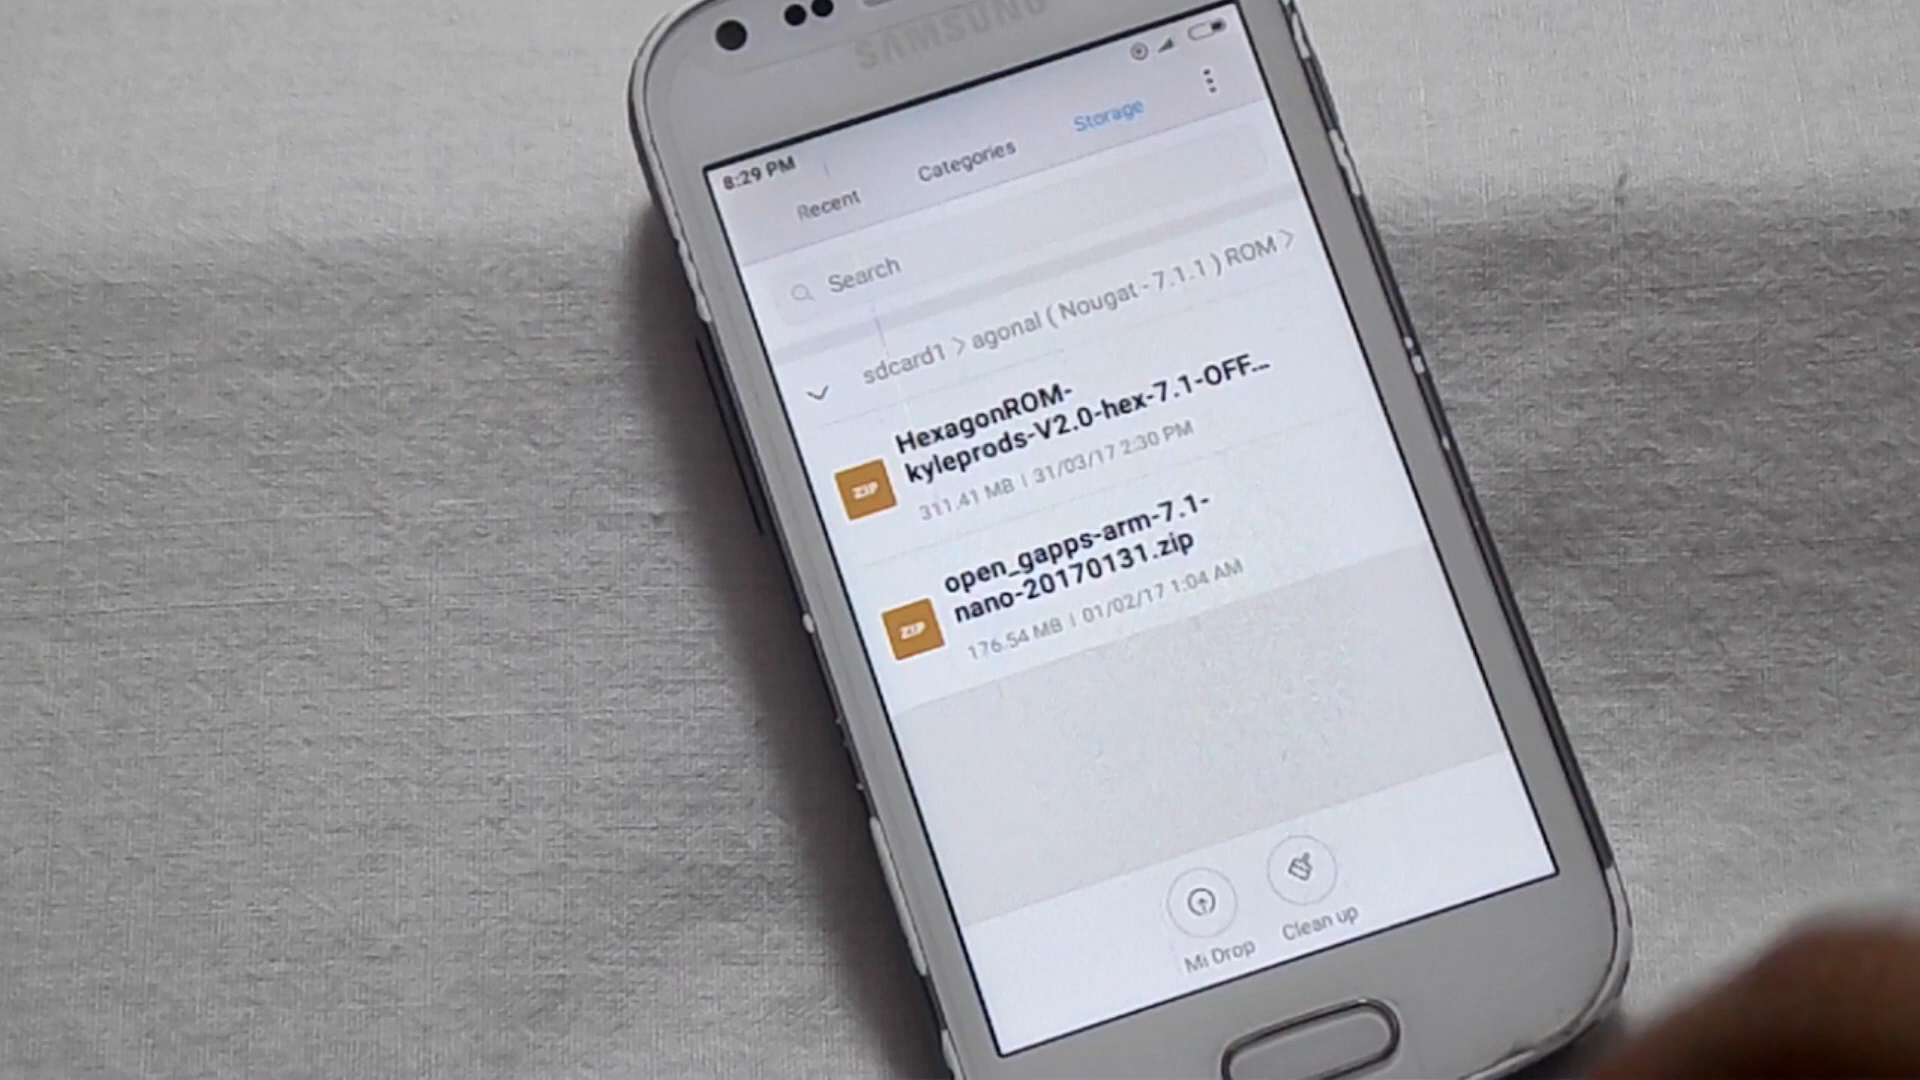 SAMSUNG
8:29 PM
Recent
Categories
Storage
Search
sdcard1 > agonal ( Nougat - 7.1.1 ) ROM >
HexagonROM-
kyleprods-V2.0-hex-7.1-OFF...
ZIP
311.41 MB | 31/03/17 2:30 PM
open_gapps-arm-7.1-
nano-20170131.zip
ZIP
176.54 MB | 01/02/17 1:04 AM
Mi Drop
Clean up